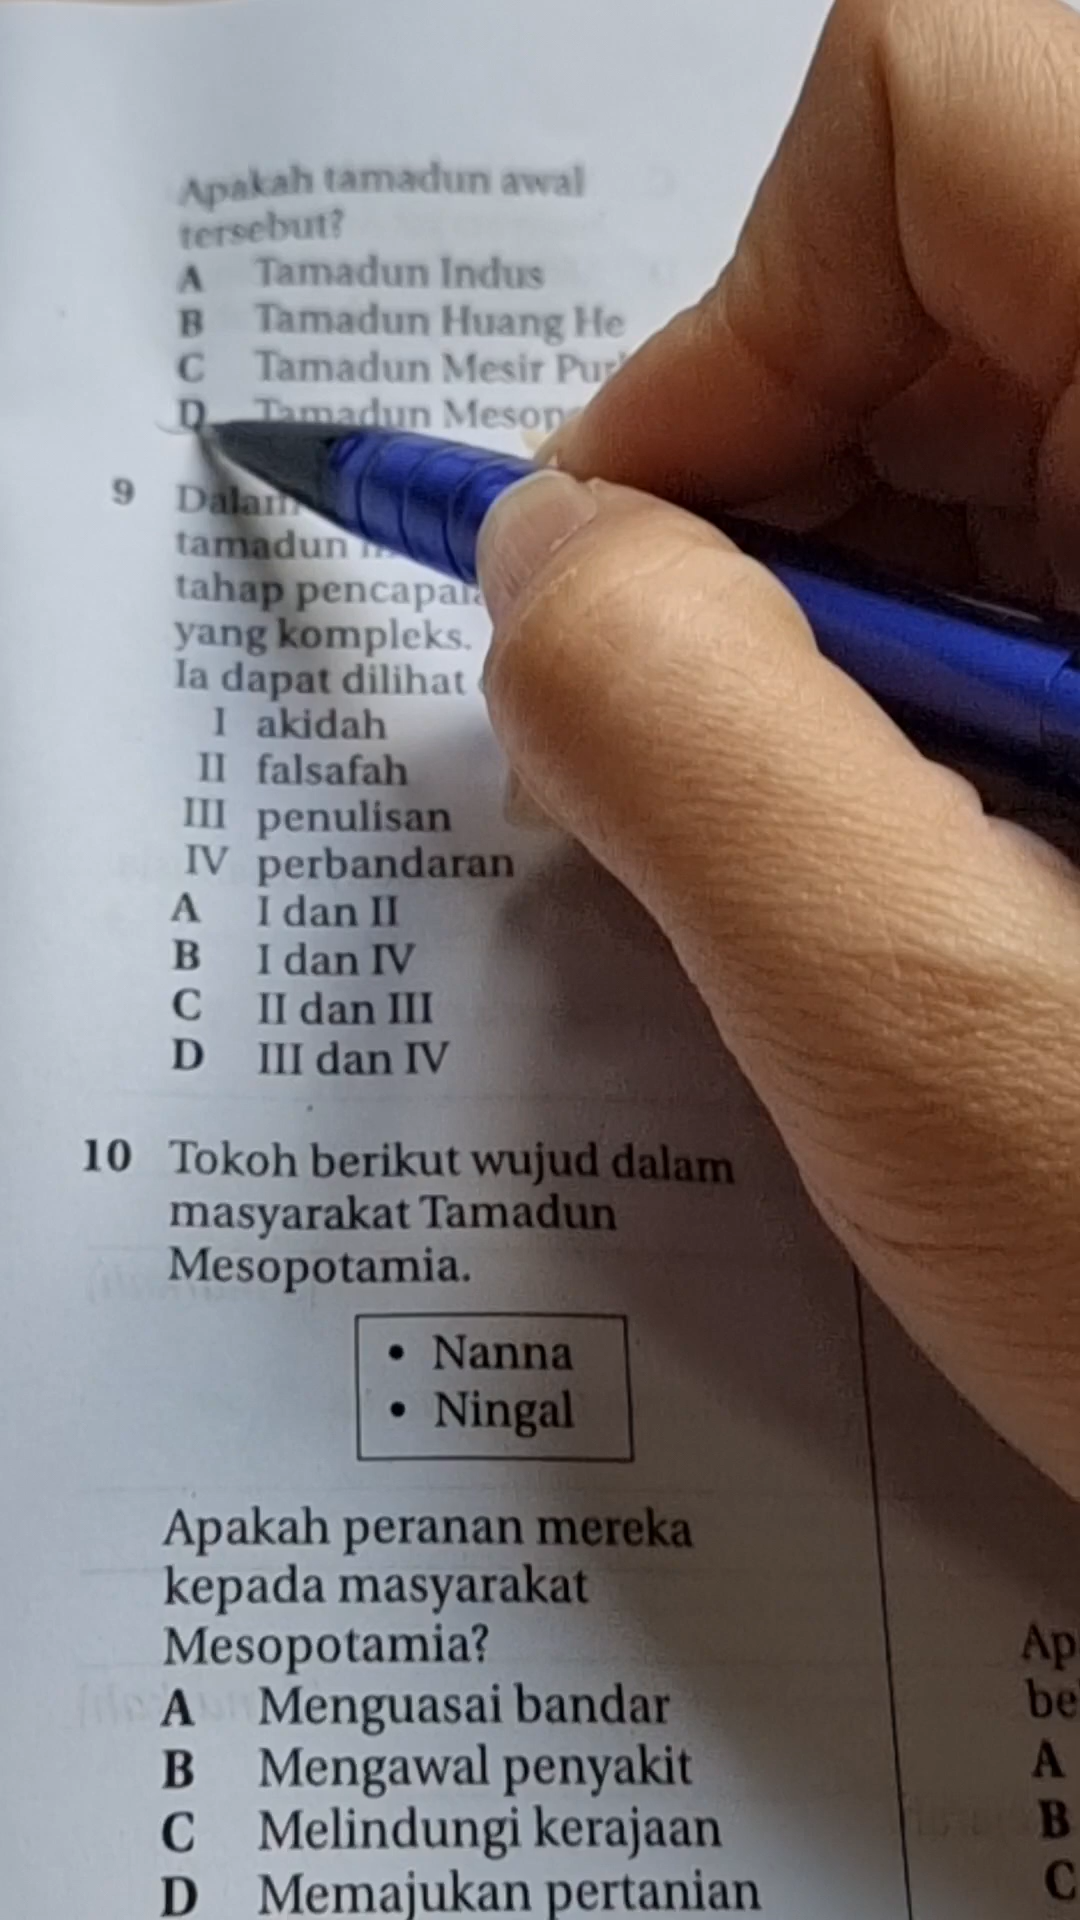 Apakah tamadun awal
tersebut?
A Tamadun Indus
B Tamadun Huang He
C Tamadun Mesir
D Tamadun
9 Dalam
tamadun
tahap
yang kompleks.
Ia dapat dilihat
I akidah
II falsafah
III penulisan
IV perbandaran
A I dan II
B I dan IV
C II dan III
D III dan IV
10 Tokoh berikut wujud dalam
masyarakat Tamadun
Mesopotamia.
• Nanna
• Ningal
Apakah peranan mereka
kepada masyarakat
Mesopotamia?
A Menguasai bandar
B Mengawal penyakit
C Melindungi kerajaan
D Memajukan pertanian
A
B
C